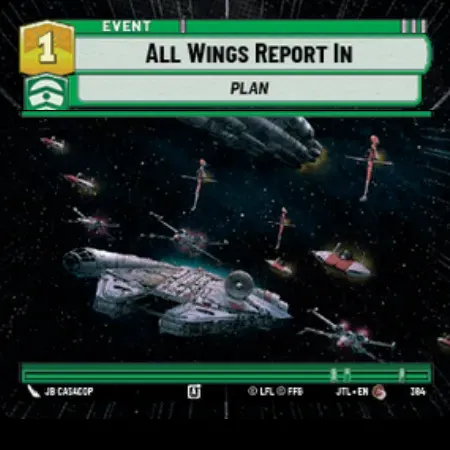 EVENT
1
ALL WINGS REPORT IN
PLAN
JB CASACOP
© LFL © FFG
JTL • EN
384